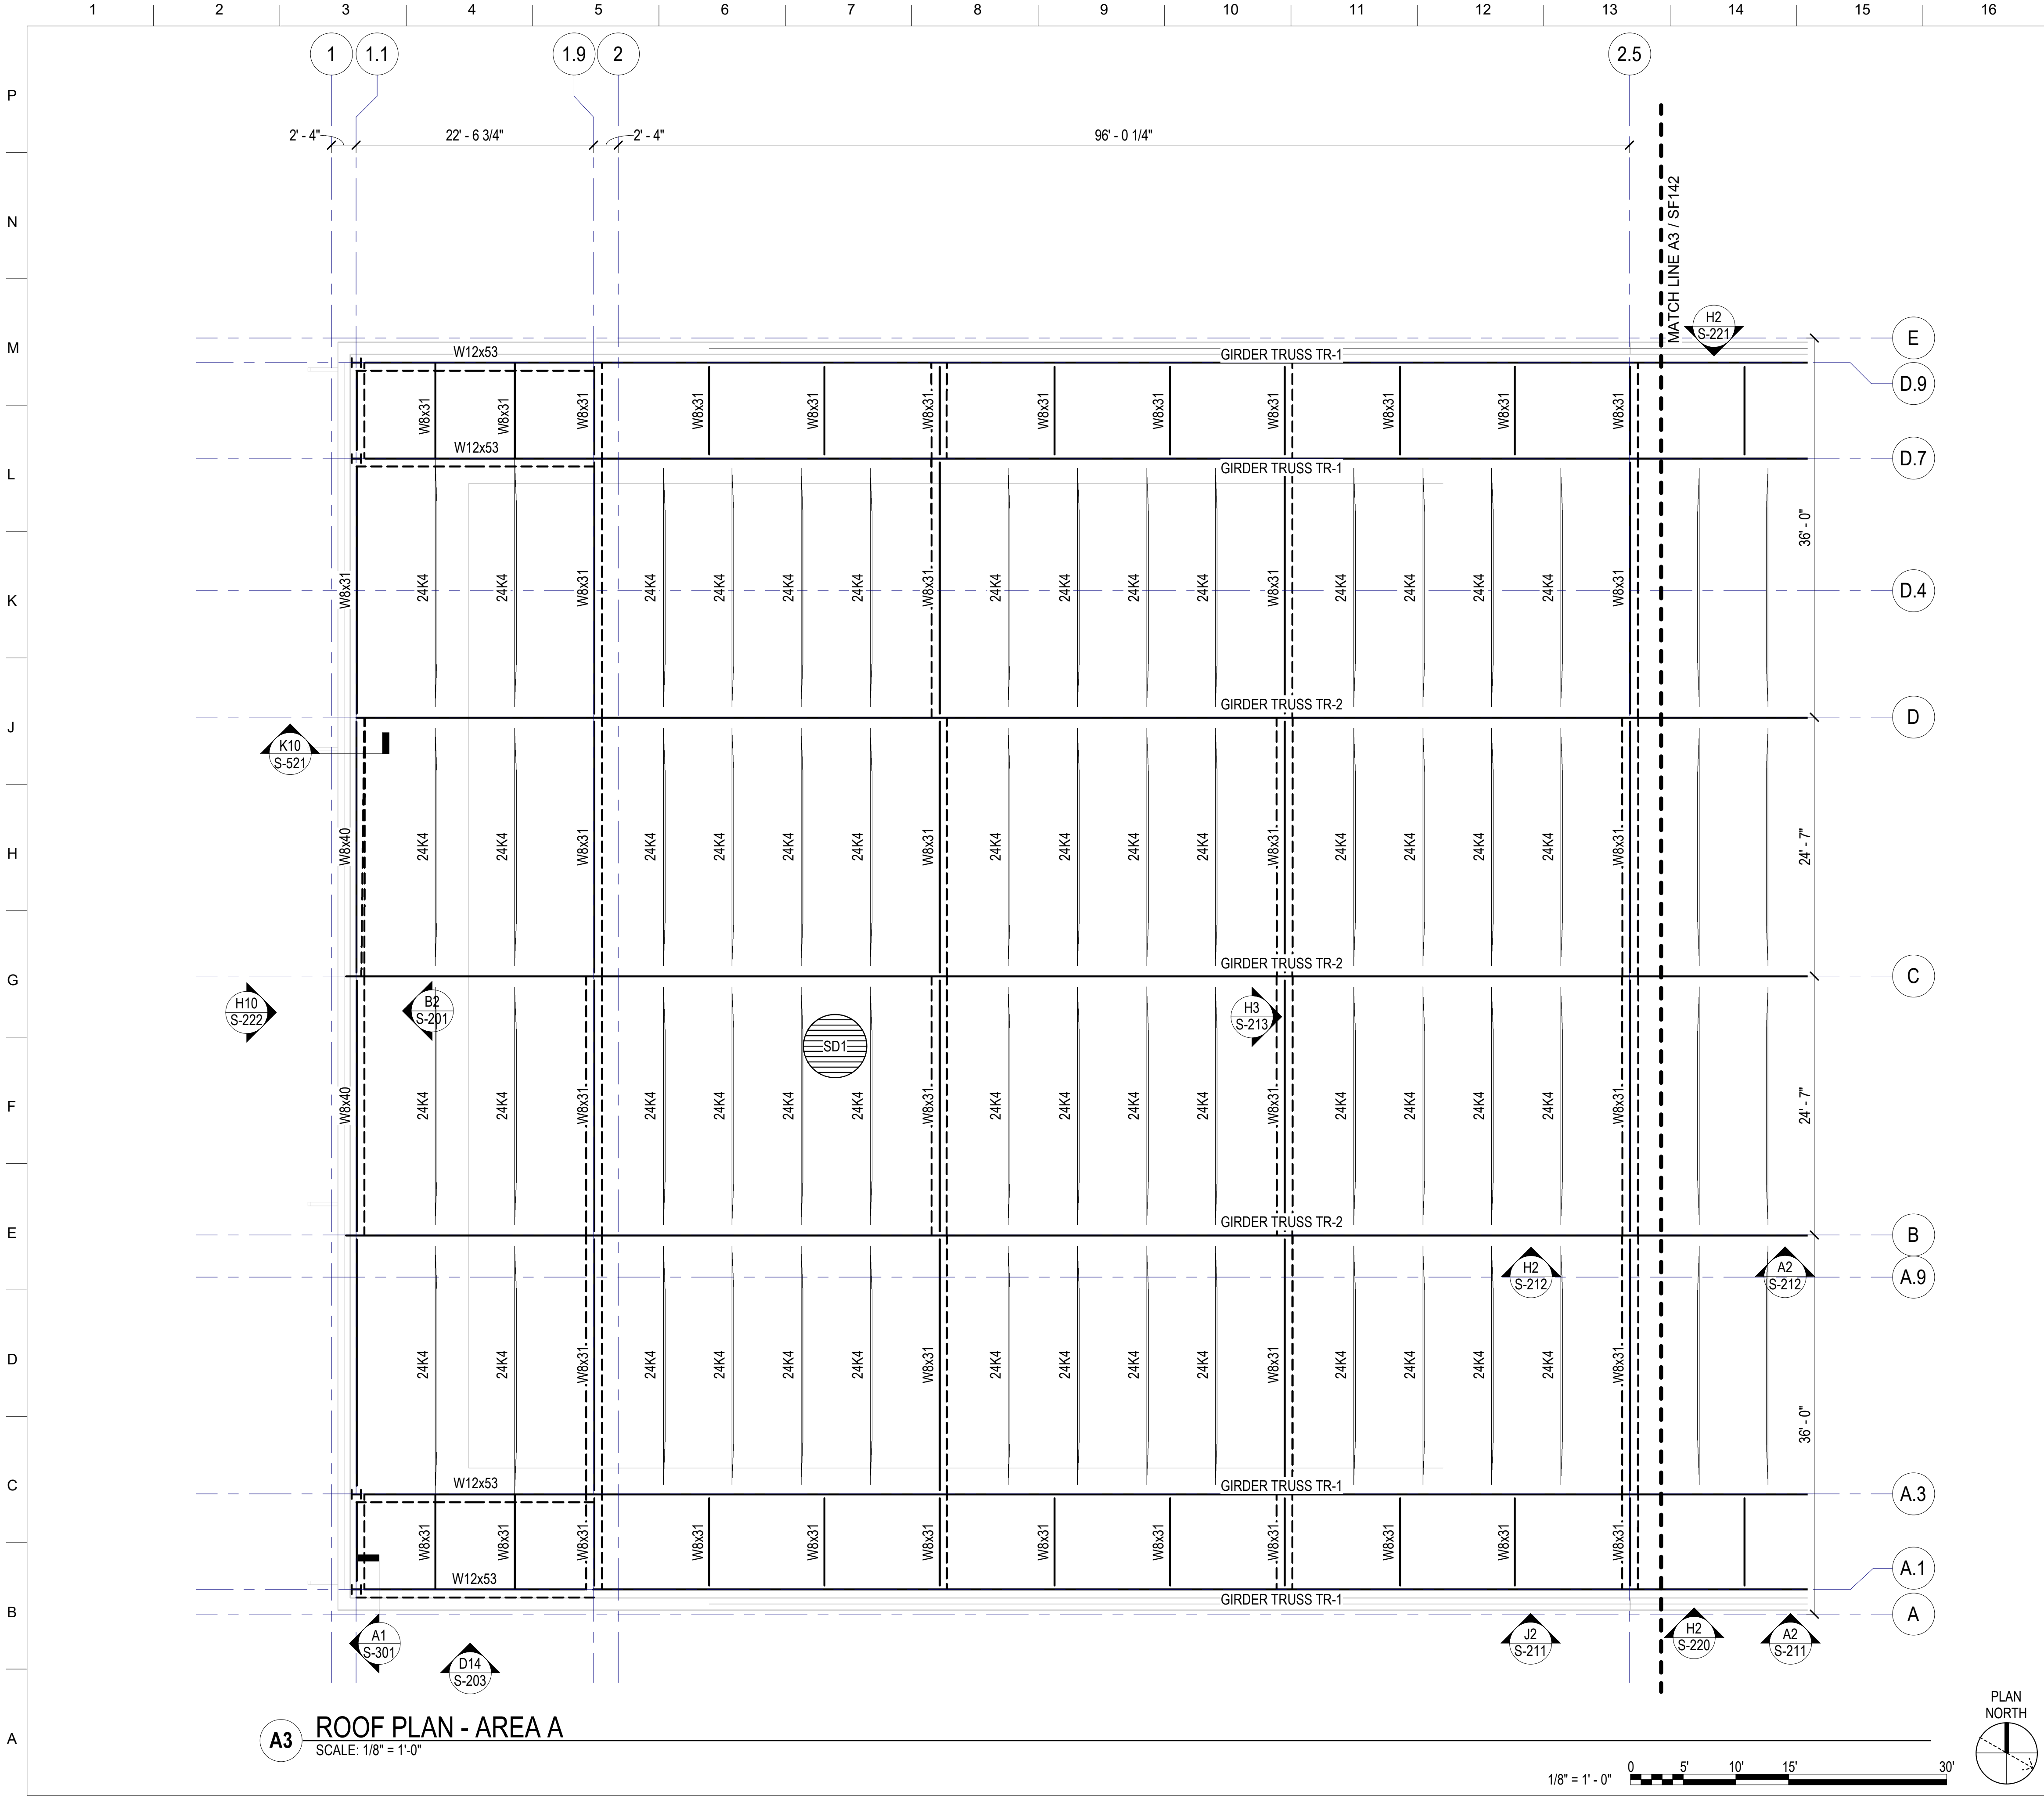 1 2 3 4 5 6 7 8 9 10 11 12 13 14 15 16
1 1.1 1.9 2 2.5
P
2' - 4" 22' - 6 3/4" 2' - 4" 96' - 0 1/4"
N
MATCH LINE A3 / SF142
H2
S-221
E
M
W12x53 GIRDER TRUSS TR-1
D.9
W8x31 W8x31 W8x31 W8x31 W8x31 W8x31 W8x31 W8x31 W8x31 W8x31 W8x31 W8x31
W12x53
D.7
GIRDER TRUSS TR-1
L
36' - 0"
K
W8x31 24K4 24K4 W8x31 24K4 24K4 24K4 24K4 W8x31 24K4 24K4 24K4 24K4 W8x31 24K4 24K4 24K4 24K4 W8x31
D.4
GIRDER TRUSS TR-2
D
J
K10
S-521
H
W8x40 24K4 24K4 W8x31 24K4 24K4 24K4 24K4 W8x31 24K4 24K4 24K4 24K4 W8x31 24K4 24K4 24K4 24K4 W8x31 24' - 7"
GIRDER TRUSS TR-2
C
G
H10
S-222
B2
S-201
H3
S-213
SD1
F
W8x40 24K4 24K4 W8x31 24K4 24K4 24K4 24K4 W8x31 24K4 24K4 24K4 24K4 W8x31 24K4 24K4 24K4 24K4 W8x31 24' - 7"
GIRDER TRUSS TR-2
E
B
H2
S-212
A2
S-212
A.9
D
24K4 24K4 W8x31 24K4 24K4 24K4 24K4 W8x31 24K4 24K4 24K4 24K4 W8x31 24K4 24K4 24K4 24K4 W8x31
36' - 0"
C
W12x53 GIRDER TRUSS TR-1
A.3
W8x31 W8x31 W8x31 W8x31 W8x31 W8x31 W8x31 W8x31 W8x31 W8x31 W8x31 W8x31
W12x53
A.1
GIRDER TRUSS TR-1
B
A
A1
S-301
D14
S-203
J2
S-211
H2
S-220
A2
S-211
A
A3 ROOF PLAN - AREA A
SCALE: 1/8" = 1'-0"
PLAN
NORTH
0 5' 10' 15' 30'
1/8" = 1' - 0"